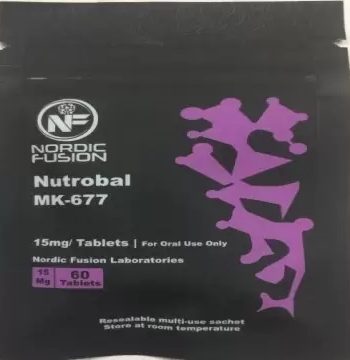 NF
NORDIC
FUSION
Nutrobal
MK-677
15mg/ Tablets | For Oral Use Only
Nordic Fusion Laboratories
15 Mg 60 Tablets
Resealable multi-use sachet
Store at room temperature